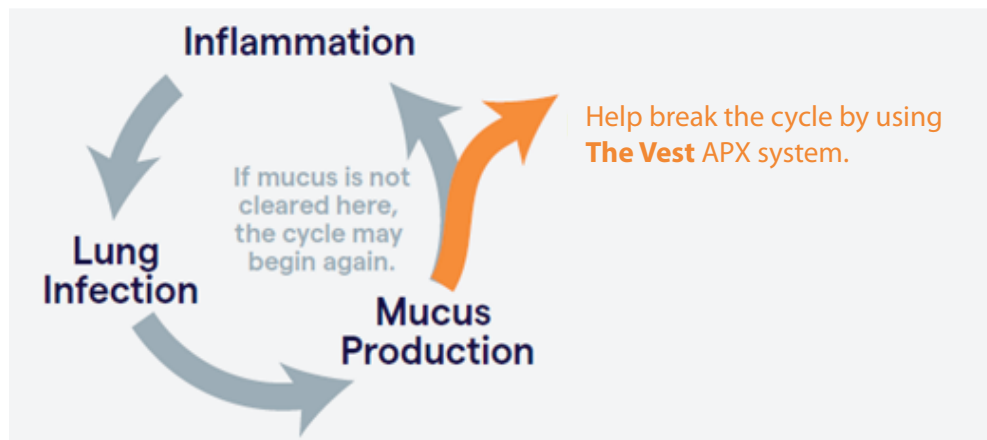 Inflammation
Help break the cycle by using
The Vest APX system.
If mucus is not
cleared here,
the cycle may
begin again.
Lung
Infection
Mucus
Production